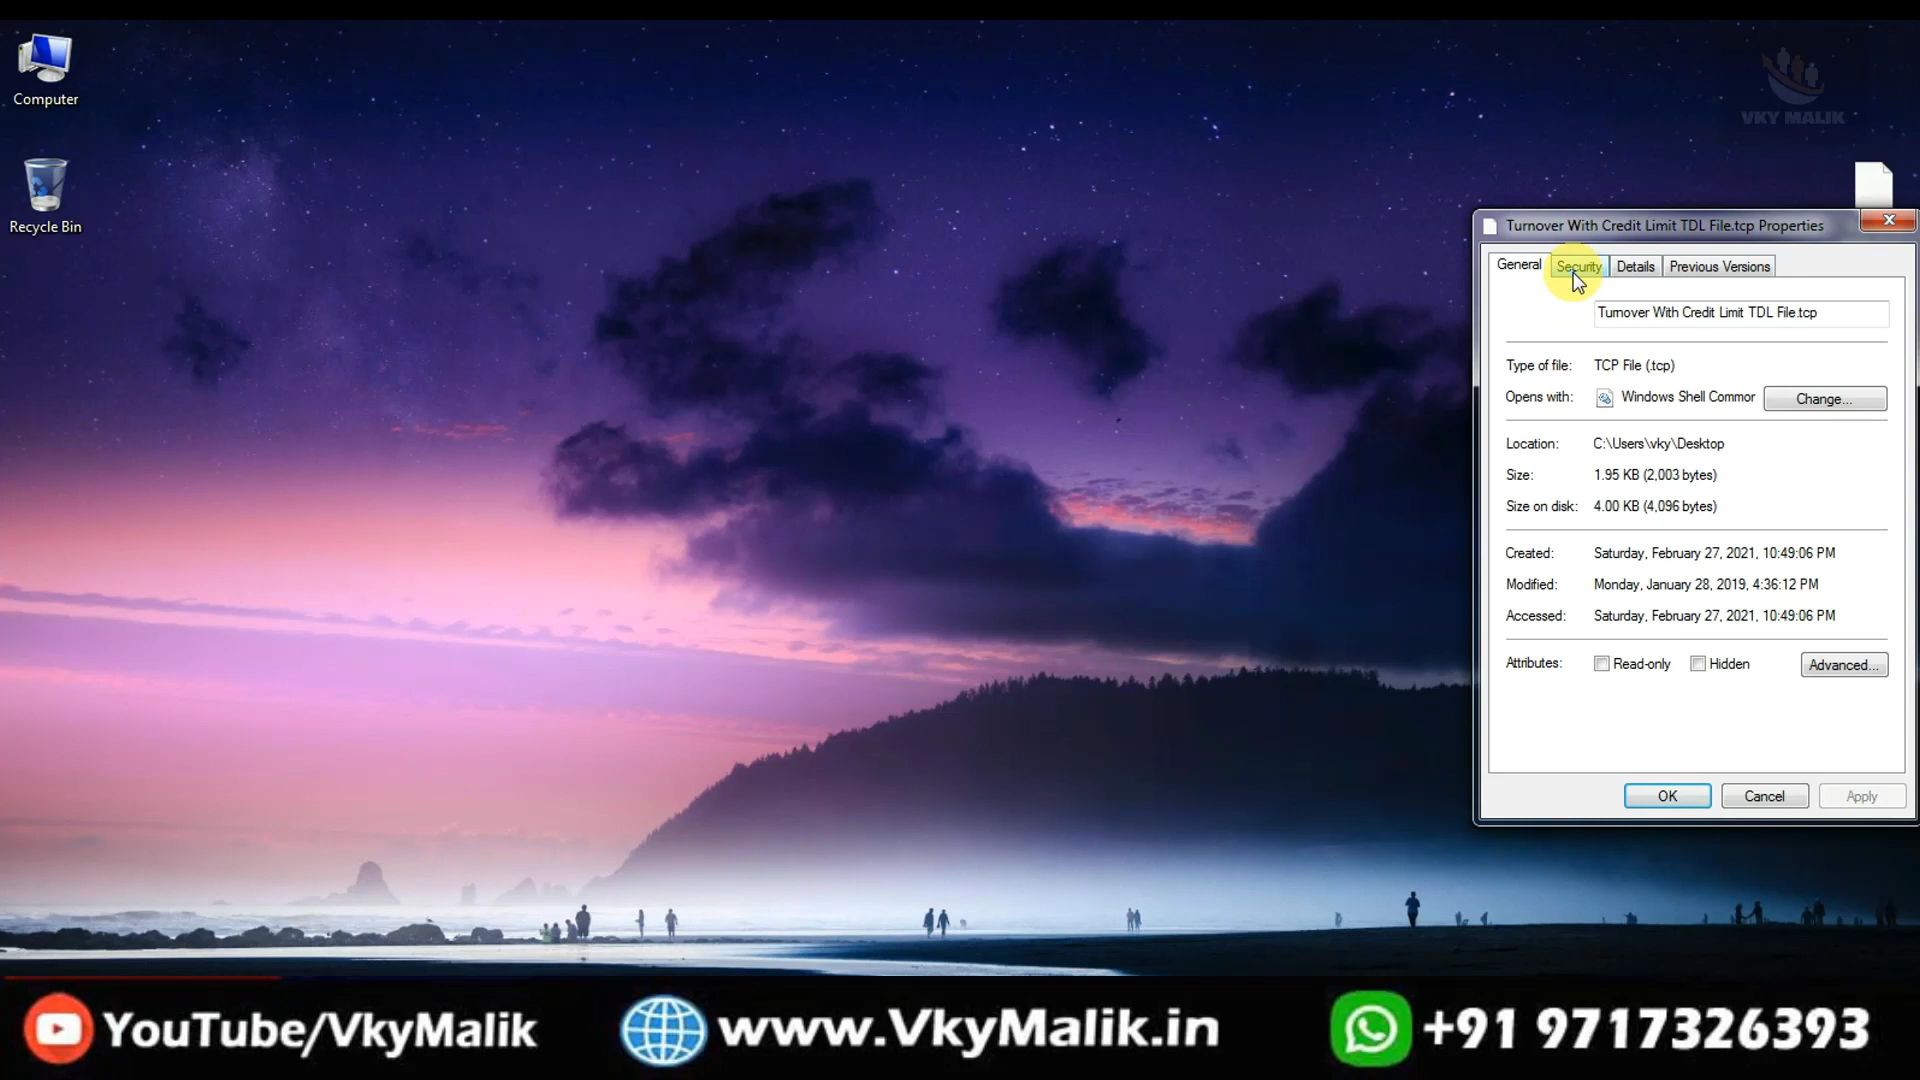 Computer
Recycle Bin
VKY MALIK
Turnover With Credit Limit TDL File.tcp Properties
General Security Details Previous Versions
Turnover With Credit Limit TDL File.tcp
Type of file: TCP File (.tcp)
Opens with: Windows Shell Commor Change...
Location: C:\Users\vky\Desktop
Size: 1.95 KB (2,003 bytes)
Size on disk: 4.00 KB (4,096 bytes)
Created: Saturday, February 27, 2021, 10:49:06 PM
Modified: Monday, January 28, 2019, 4:36:12 PM
Accessed: Saturday, February 27, 2021, 10:49:06 PM
Attributes: Read-only Hidden Advanced...
OK Cancel Apply
YouTube/VkyMalik www.VkyMalik.in +91 9717326393